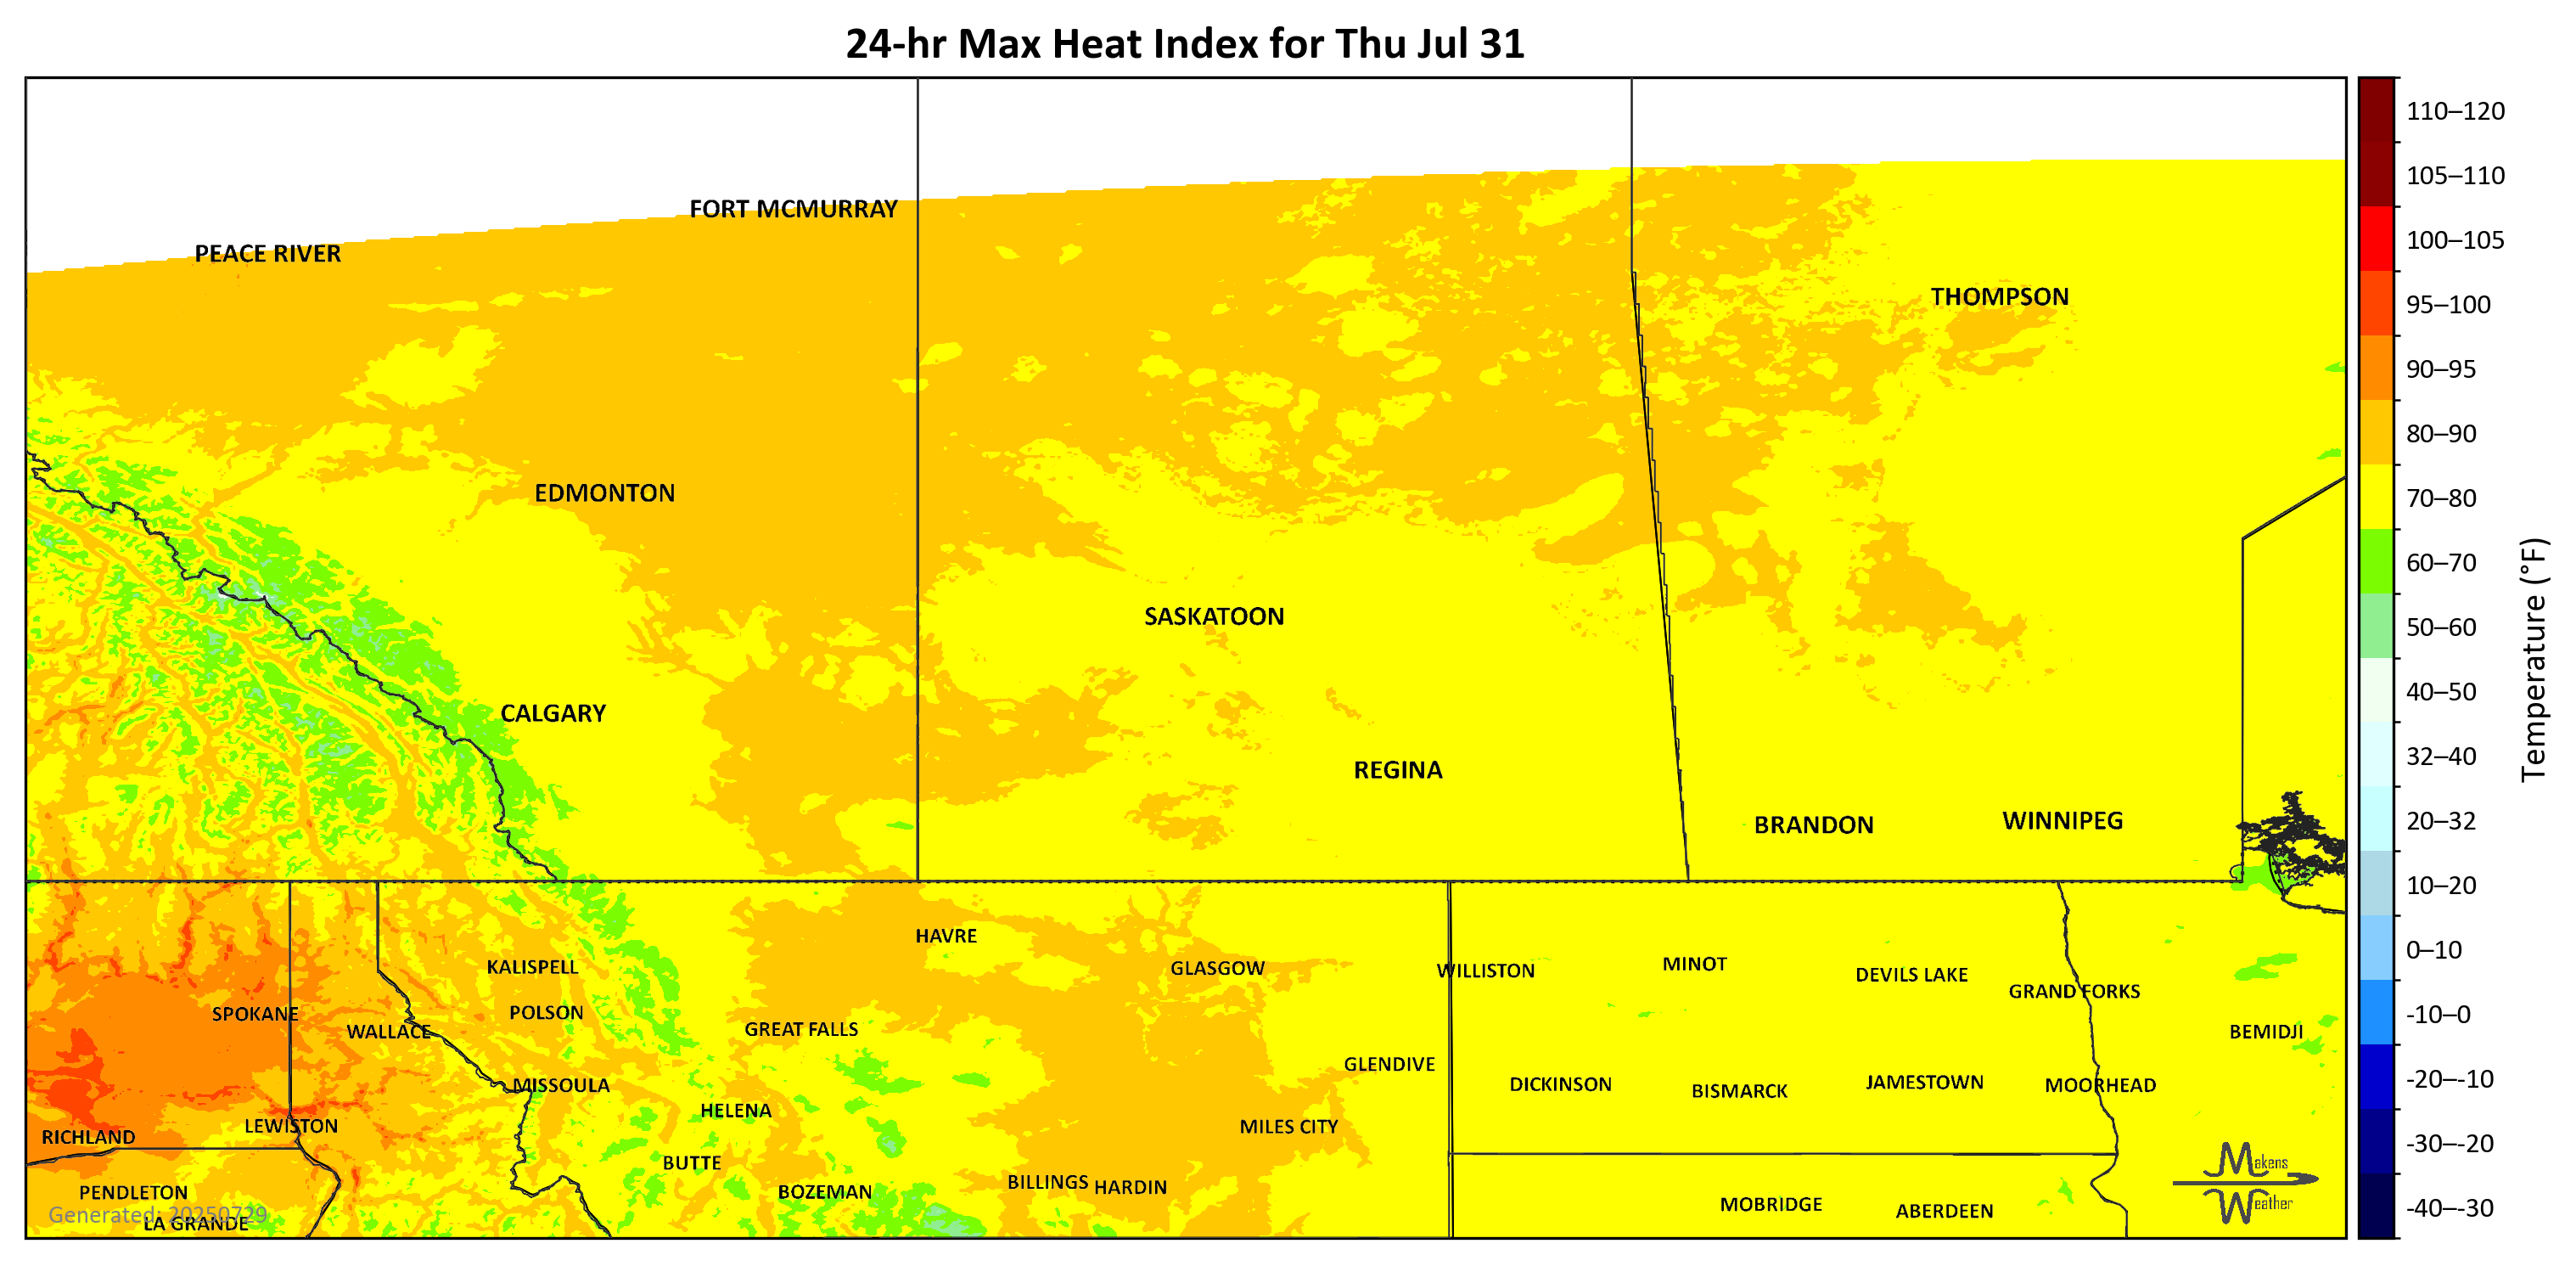 24-hr Max Heat Index for Thu Jul 31
FORT MCMURRAY
PEACE RIVER
THOMPSON
EDMONTON
SASKATOON
CALGARY
REGINA
BRANDON
WINNIPEG
HAVRE
KALISPELL
GLASGOW
WILLISTON
MINOT
DEVILS LAKE
GRAND FORKS
SPOKANE
POLSON
WALLACE
GREAT FALLS
BEMIDJI
GLENDIVE
MISSOULA
DICKINSON
BISMARCK
JAMESTOWN
MOORHEAD
HELENA
LEWISTON
MILES CITY
RICHLAND
BUTTE
BILLINGS
HARDIN
PENDLETON
BOZEMAN
MOBRIDGE
ABERDEEN
Generated: 20250729
LA GRANDE
Makens
Weather
110–120
105–110
100–105
95–100
90–95
80–90
70–80
60–70
50–60
40–50
32–40
20–32
10–20
0–10
-10–0
-20–-10
-30–-20
-40–-30
Temperature (°F)